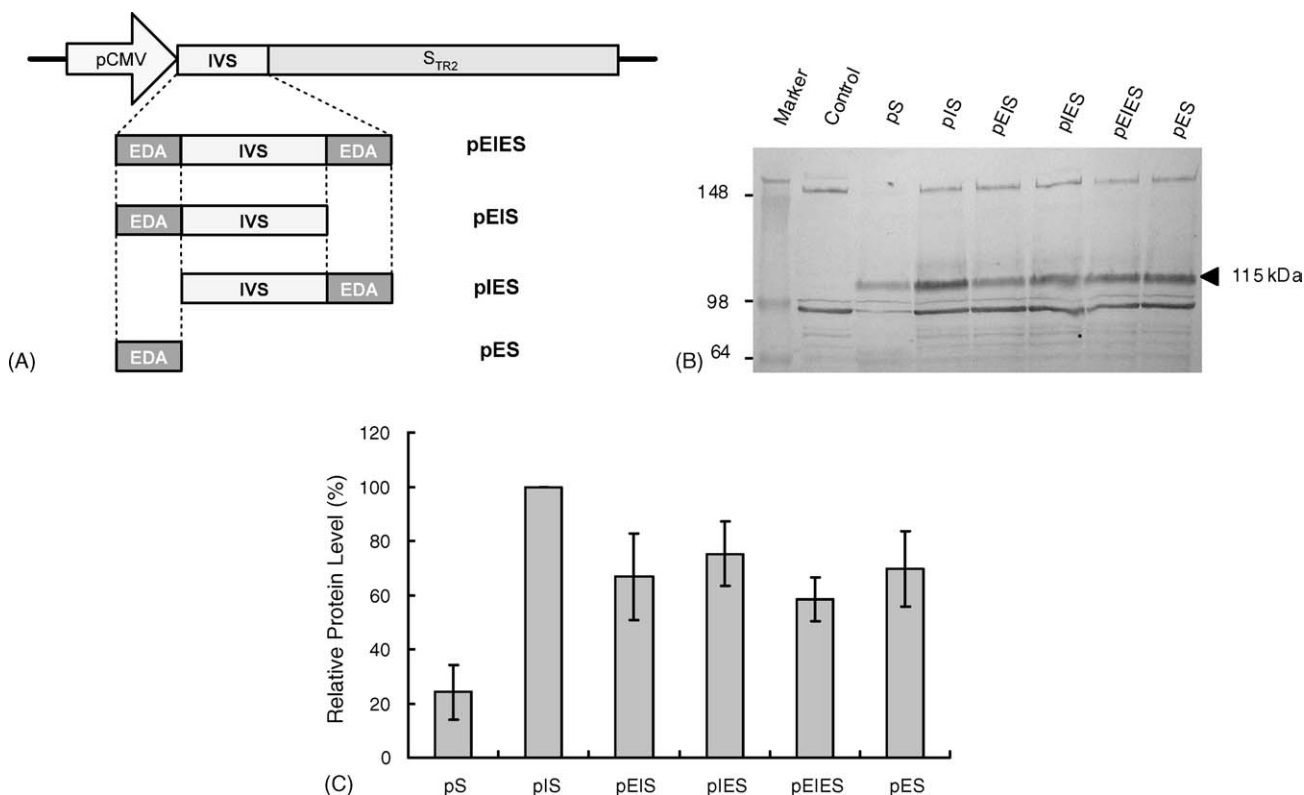 pCMV IVS S_TR2
EDA IVS EDA pEIES
EDA IVS pEIS
IVS EDA pIES
EDA pES
(A)
Marker Control pS pIS pEIS pIES pEIES pES
148
98
64
115 kDa
(B)
Relative Protein Level (%)
120
100
80
60
40
20
0
pS pIS pEIS pIES pEIES pES
(C)